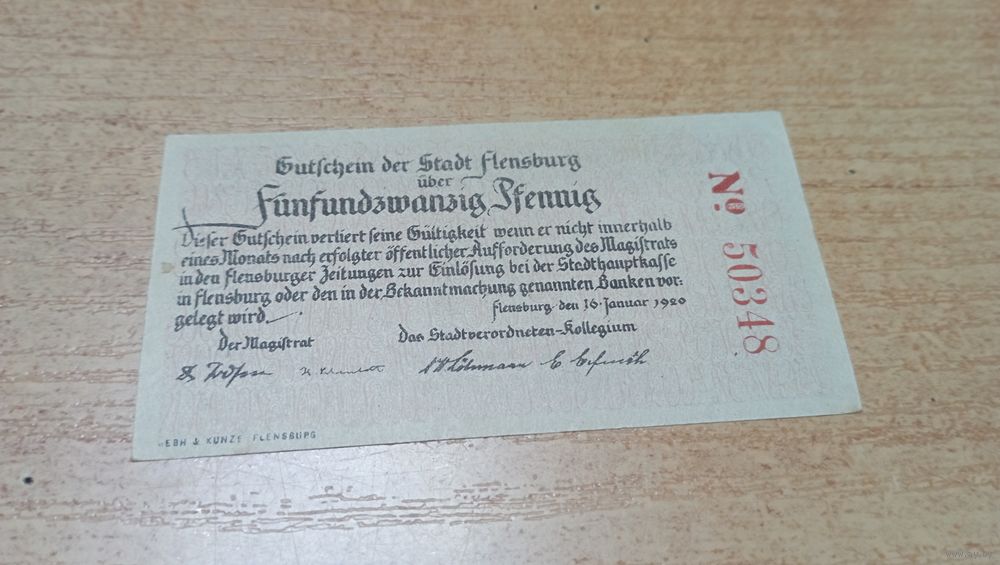 Gutschein der Stadt Flensburg
über
Fünfundzwanzig Pfennig
Dieser Gutschein verliert seine Gültigkeit wenn er nicht innerhalb
eines Monats nach erfolgter öffentlicher Aufforderung des Magistrats
in den Flensburger Zeitungen zur Einlösung bei der Stadthauptkasse
in Flensburg oder den in der Bekanntmachung genannten Banken vor:
gelegt wird.
Flensburg, den 16. Januar 1920
Der Magistrat
Das Stadtverordneten-Kollegium
& KUNZE FLENSBURG
No. 50348